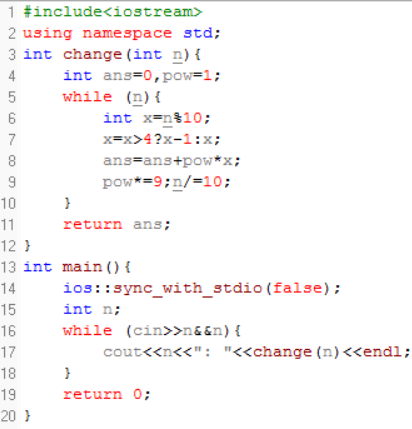 1 #include<iostream>
2 using namespace std;
3 int change(int n){
4     int ans=0,pow=1;
5     while (n){
6         int x=n%10;
7         x=x>4?x-1:x;
8         ans=ans+pow*x;
9         pow*=9;n/=10;
10     }
11     return ans;
12 }
13 int main(){
14     ios::sync_with_stdio(false);
15     int n;
16     while (cin>>n&&n){
17         cout<<n<<": "<<change(n)<<endl;
18     }
19     return 0;
20 }